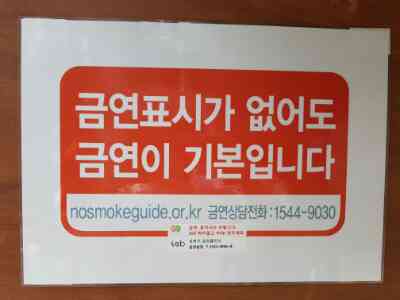 금연표시가 없어도
금연이 기본입니다
nosmokeguide.or.kr 금연상담전화:1544-9030